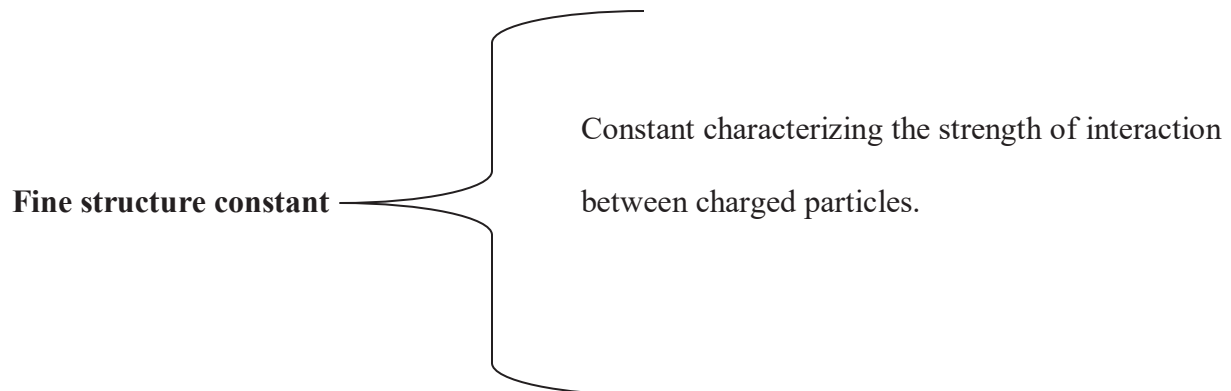 Constant characterizing the strength of interaction
Fine structure constant
between charged particles.